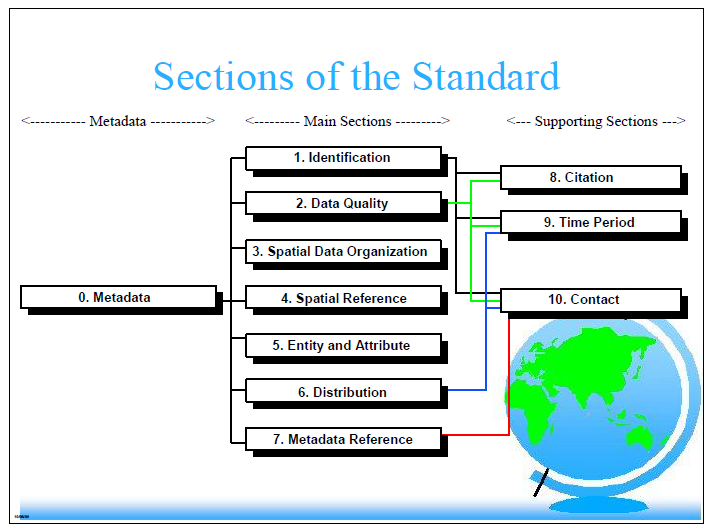 Sections of the Standard
<----------- Metadata ----------->
<--------- Main Sections --------->
<--- Supporting Sections --->
1. Identification
2. Data Quality
3. Spatial Data Organization
0. Metadata
4. Spatial Reference
5. Entity and Attribute
6. Distribution
7. Metadata Reference
8. Citation
9. Time Period
10. Contact